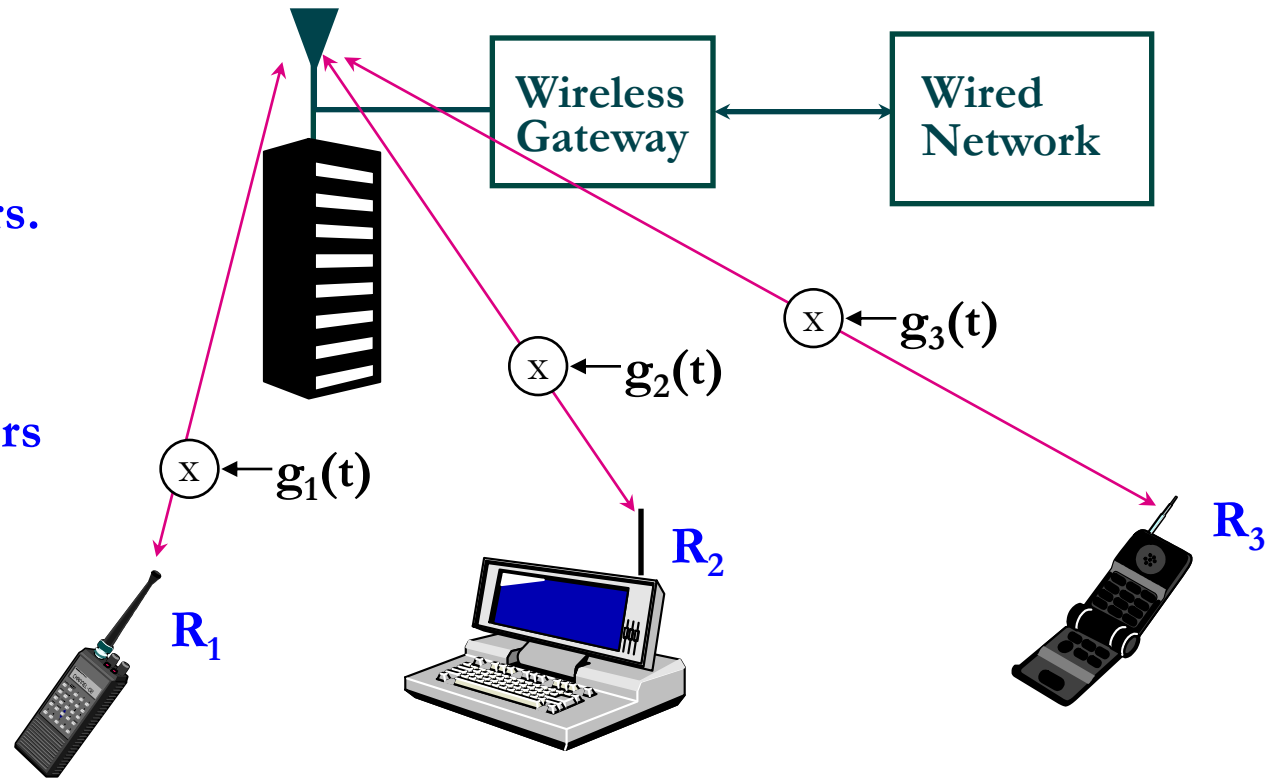 Wireless
Gateway
Wired
Network
rs.
x
g₃(t)
x
g₂(t)
rs
x
g₁(t)
R₃
R₂
R₁